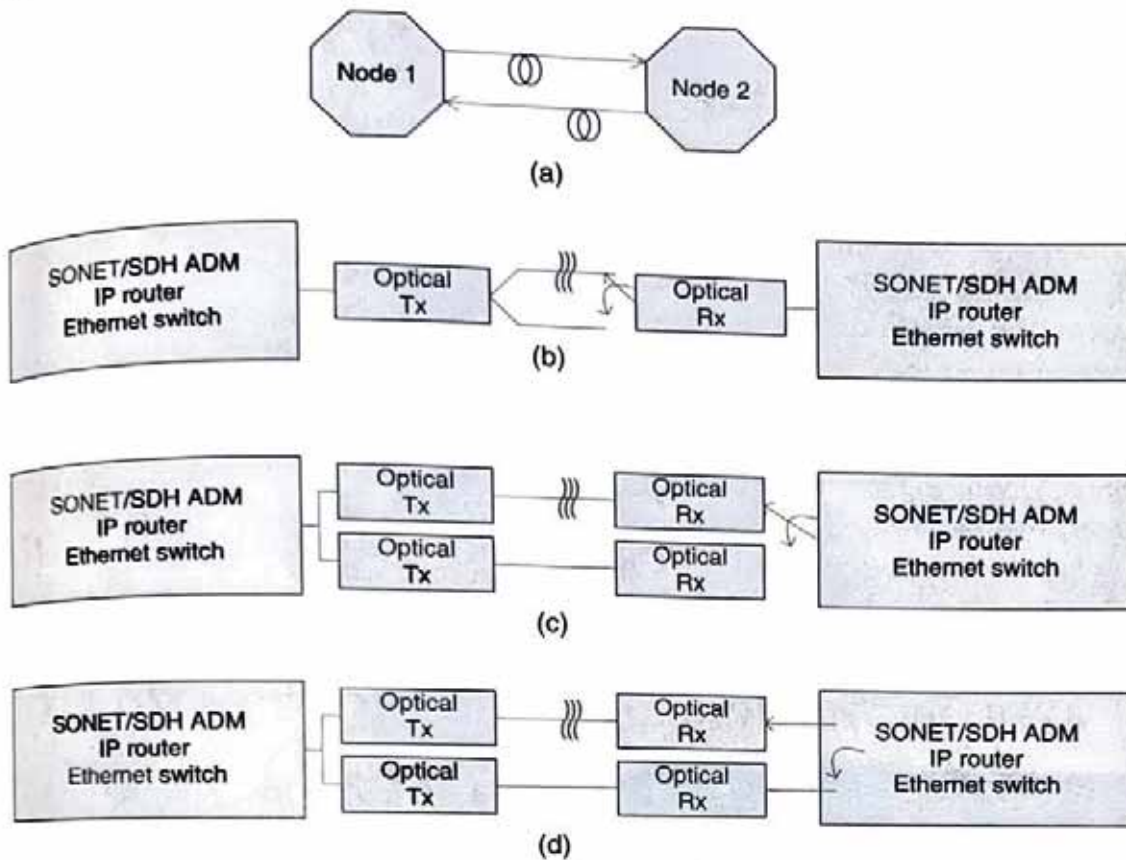 Node 1
Node 2
(a)
SONET/SDH ADM
IP router
Ethernet switch
Optical
Tx
Optical
Rx
SONET/SDH ADM
IP router
Ethernet switch
(b)
SONET/SDH ADM
IP router
Ethernet switch
Optical
Tx
Optical
Tx
Optical
Rx
Optical
Rx
SONET/SDH ADM
IP router
Ethernet switch
(c)
SONET/SDH ADM
IP router
Ethernet switch
Optical
Tx
Optical
Tx
Optical
Rx
Optical
Rx
SONET/SDH ADM
IP router
Ethernet switch
(d)